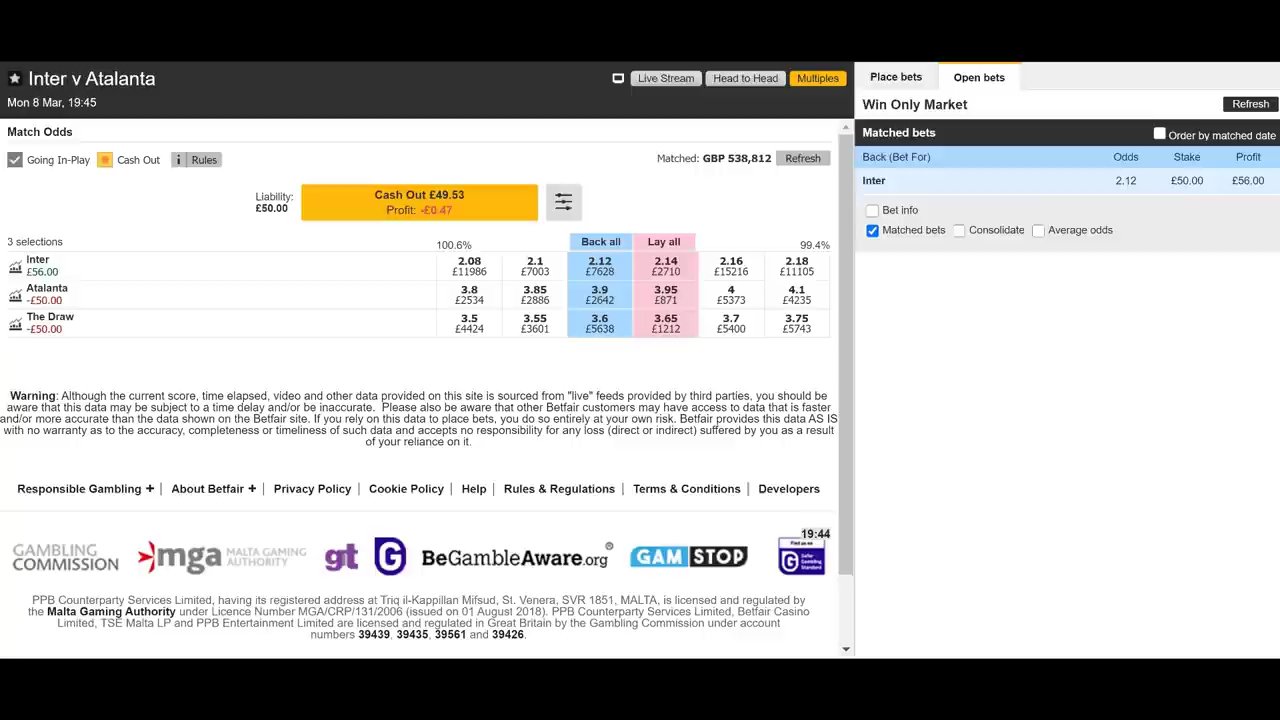 Inter v Atalanta
Live Stream
Head to Head
Multiples
Mon 8 Mar, 19:45
Match Odds
Going In-Play
Cash Out
i Rules
Matched: GBP 538,812
Refresh
Liability:
£50.00
Cash Out £49.53
Profit: -£0.47
3 selections
100.6%
Back all
Lay all
99.4%
Inter
£56.00
2.08 2.1 2.12 2.14 2.16 2.18
£11986 £7003 £7628 £2710 £15216 £11105
Atalanta
-£50.00
3.8 3.85 3.9 3.95 4 4.1
£2534 £2886 £2642 £871 £5373 £4235
The Draw
-£50.00
3.5 3.55 3.6 3.65 3.7 3.75
£4424 £3601 £5638 £1212 £5400 £5743
Warning: Although the current score, time elapsed, video and other data provided on this site is sourced from "live" feeds provided by third parties, you should be
aware that this data may be subject to a time delay and/or be inaccurate. Please also be aware that other Betfair customers may have access to data that is faster
and/or more accurate than the data shown on the Betfair site. If you rely on this data to place bets, you do so entirely at your own risk. Betfair provides this data AS IS
with no warranty as to the accuracy, completeness or timeliness of such data and accepts no responsibility for any loss (direct or indirect) suffered by you as a result
of your reliance on it.
Responsible Gambling + | About Betfair + | Privacy Policy | Cookie Policy | Help | Rules & Regulations | Terms & Conditions | Developers
GAMBLING
COMMISSION
mga MALTA GAMING
AUTHORITY
gt
G
BeGambleAware.org®
GAMSTOP
19:44
Find us on
G
Safer
Gambling
Standard
PPB Counterparty Services Limited, having its registered address at Triq il-Kappillan Mifsud, St. Venera, SVR 1851, MALTA, is licensed and regulated by
the Malta Gaming Authority under Licence Number MGA/CRP/131/2006 (issued on 01 August 2018). PPB Counterparty Services Limited, Betfair Casino
Limited, TSE Malta LP and PPB Entertainment Limited are licensed and regulated in Great Britain by the Gambling Commission under account
numbers 39439, 39435, 39561 and 39426.
Place bets
Open bets
Win Only Market
Refresh
Matched bets
Order by matched date
Back (Bet For) Odds Stake Profit
Inter 2.12 £50.00 £56.00
Bet info
Matched bets
Consolidate
Average odds